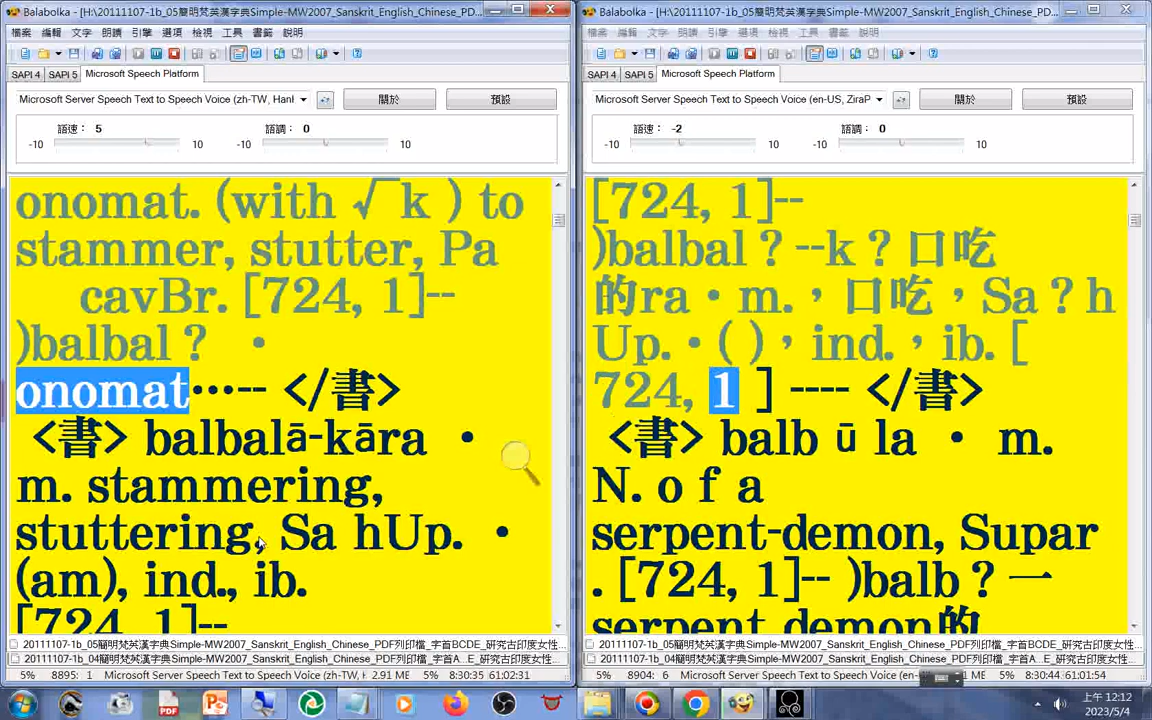 Balabolka - [H:\20111107-1b_05簡明梵英漢字典Simple-MW2007_Sanskrit_English_Chinese_PD...
檔案 編輯 文字 朗讀 引擎 選項 檢視 工具 書籤 說明
SAPI 4 SAPI 5 Microsoft Speech Platform
Microsoft Server Speech Text to Speech Voice (zh-TW, Hanl 關於 預設
語速： 5 語調： 0
-10 10 -10 10
onomat. (with √ k ) to
stammer, stutter, Pa
cavBr. [724, 1]--
)balbal？ •
onomat⋯-- </書>
<書> balbalā-kāra •
m. stammering,
stuttering, Sa hUp. •
(am), ind., ib.
[724, 1]--
20111107-1b_05簡明梵英漢字典Simple-MW2007_Sanskrit_English_Chinese_PDF列印檔_字首BCDE_研究古印度女性...
20111107-1b_04簡明梵英漢字典Simple-MW2007_Sanskrit_English_Chinese_PDF列印檔_字首A...E_研究古印度女性...
5% 8895: 1 Microsoft Server Speech Text to Speech Voice (zh-TW, 2.91 ME 5% 8:30:35 61:02:31
Balabolka - [H:\20111107-1b_05簡明梵英漢字典Simple-MW2007_Sanskrit_English_Chinese_PD...
檔案 編輯 文字 朗讀 引擎 選項 檢視 工具 書籤 說明
SAPI 4 SAPI 5 Microsoft Speech Platform
Microsoft Server Speech Text to Speech Voice (en-US, ZiraP 關於 預設
語速： -2 語調： 0
-10 10 -10 10
[724, 1]--
)balbal？--k？口吃
的ra • m.，口吃，Sa？h
Up. • ( )，ind.，ib. [
724, 1 ] ---- </書>
<書> balb ū la • m.
N. o f a
serpent-demon, Supar
. [724, 1]-- )balb？一
serpent demon的
20111107-1b_05簡明梵英漢字典Simple-MW2007_Sanskrit_English_Chinese_PDF列印檔_字首BCDE_研究古印度女性...
20111107-1b_04簡明梵英漢字典Simple-MW2007_Sanskrit_English_Chinese_PDF列印檔_字首A...E_研究古印度女性...
5% 8904: 6 Microsoft Server Speech Text to Speech Voice (en-US, 1 ME 5% 8:30:44 61:01:54
上午 12:12
2023/5/4